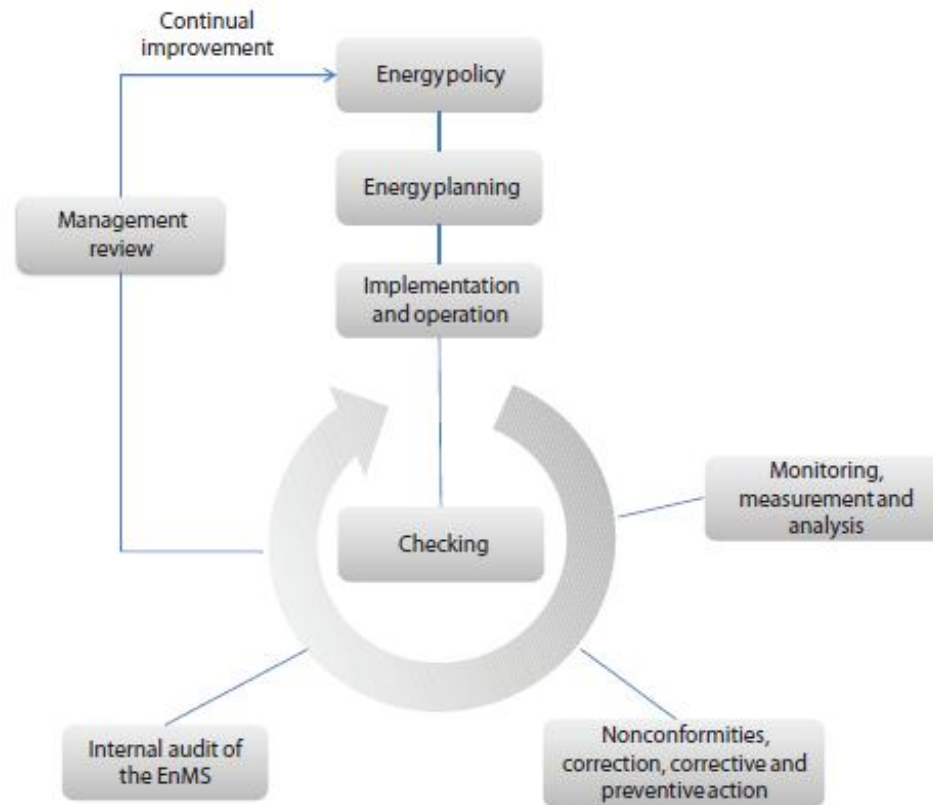 Continual
improvement
Energy policy
Energy planning
Management
review
Implementation
and operation
Monitoring,
measurement and
analysis
Checking
Internal audit of
the EnMS
Nonconformities,
correction, corrective and
preventive action